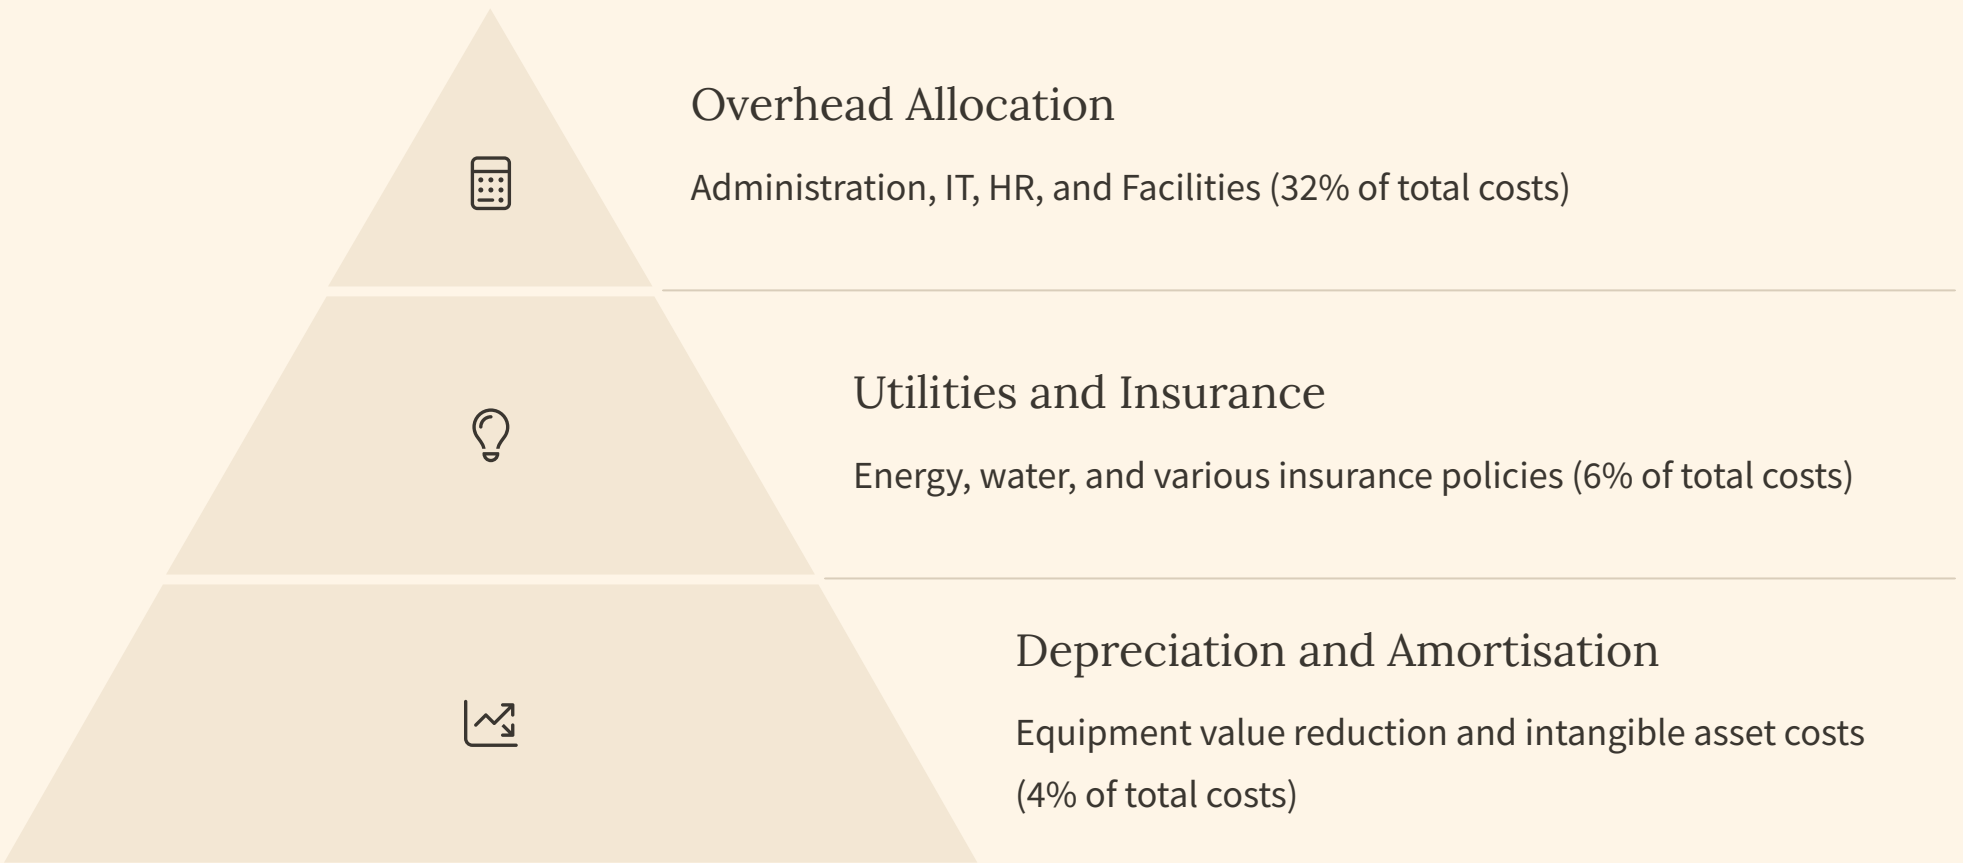 Overhead Allocation
Administration, IT, HR, and Facilities (32% of total costs)
Utilities and Insurance
Energy, water, and various insurance policies (6% of total costs)
Depreciation and Amortisation
Equipment value reduction and intangible asset costs
(4% of total costs)